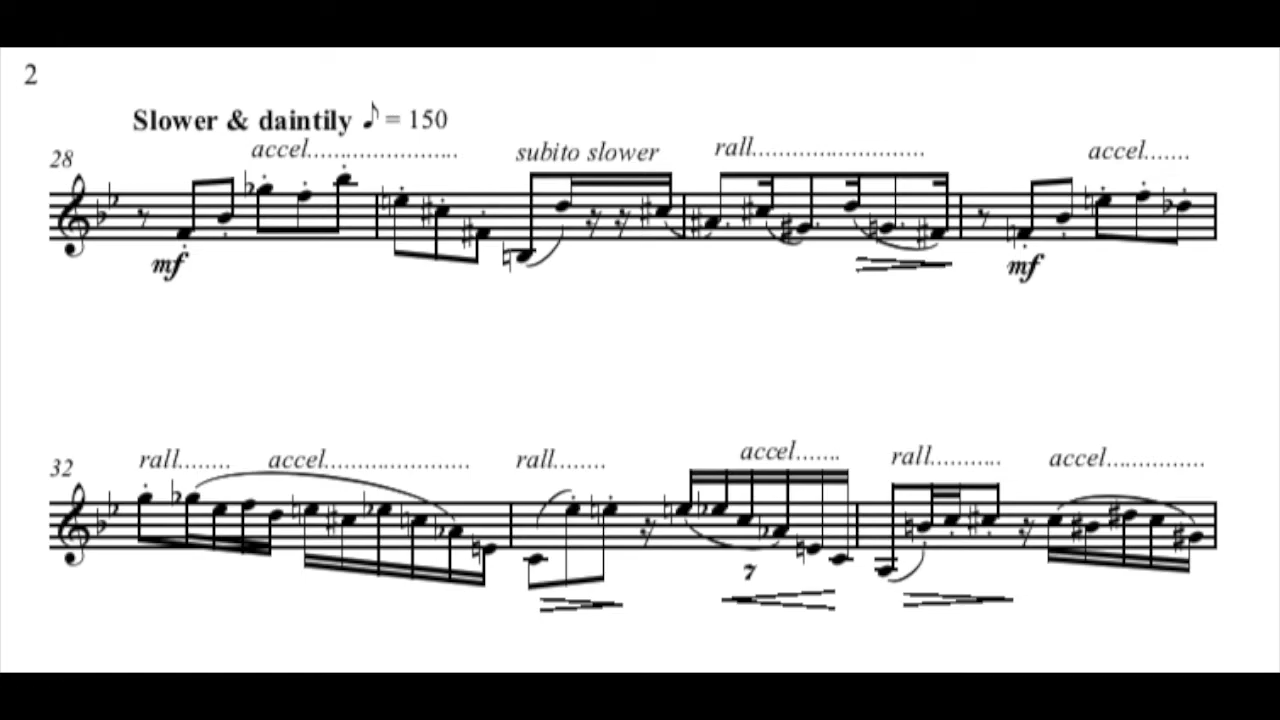 2
Slower & daintily ♪ = 150
28 accel....................... subito slower rall.......................... accel.......
mf mf
32 rall........ accel...................... rall........ accel....... rall........... accel...............
7